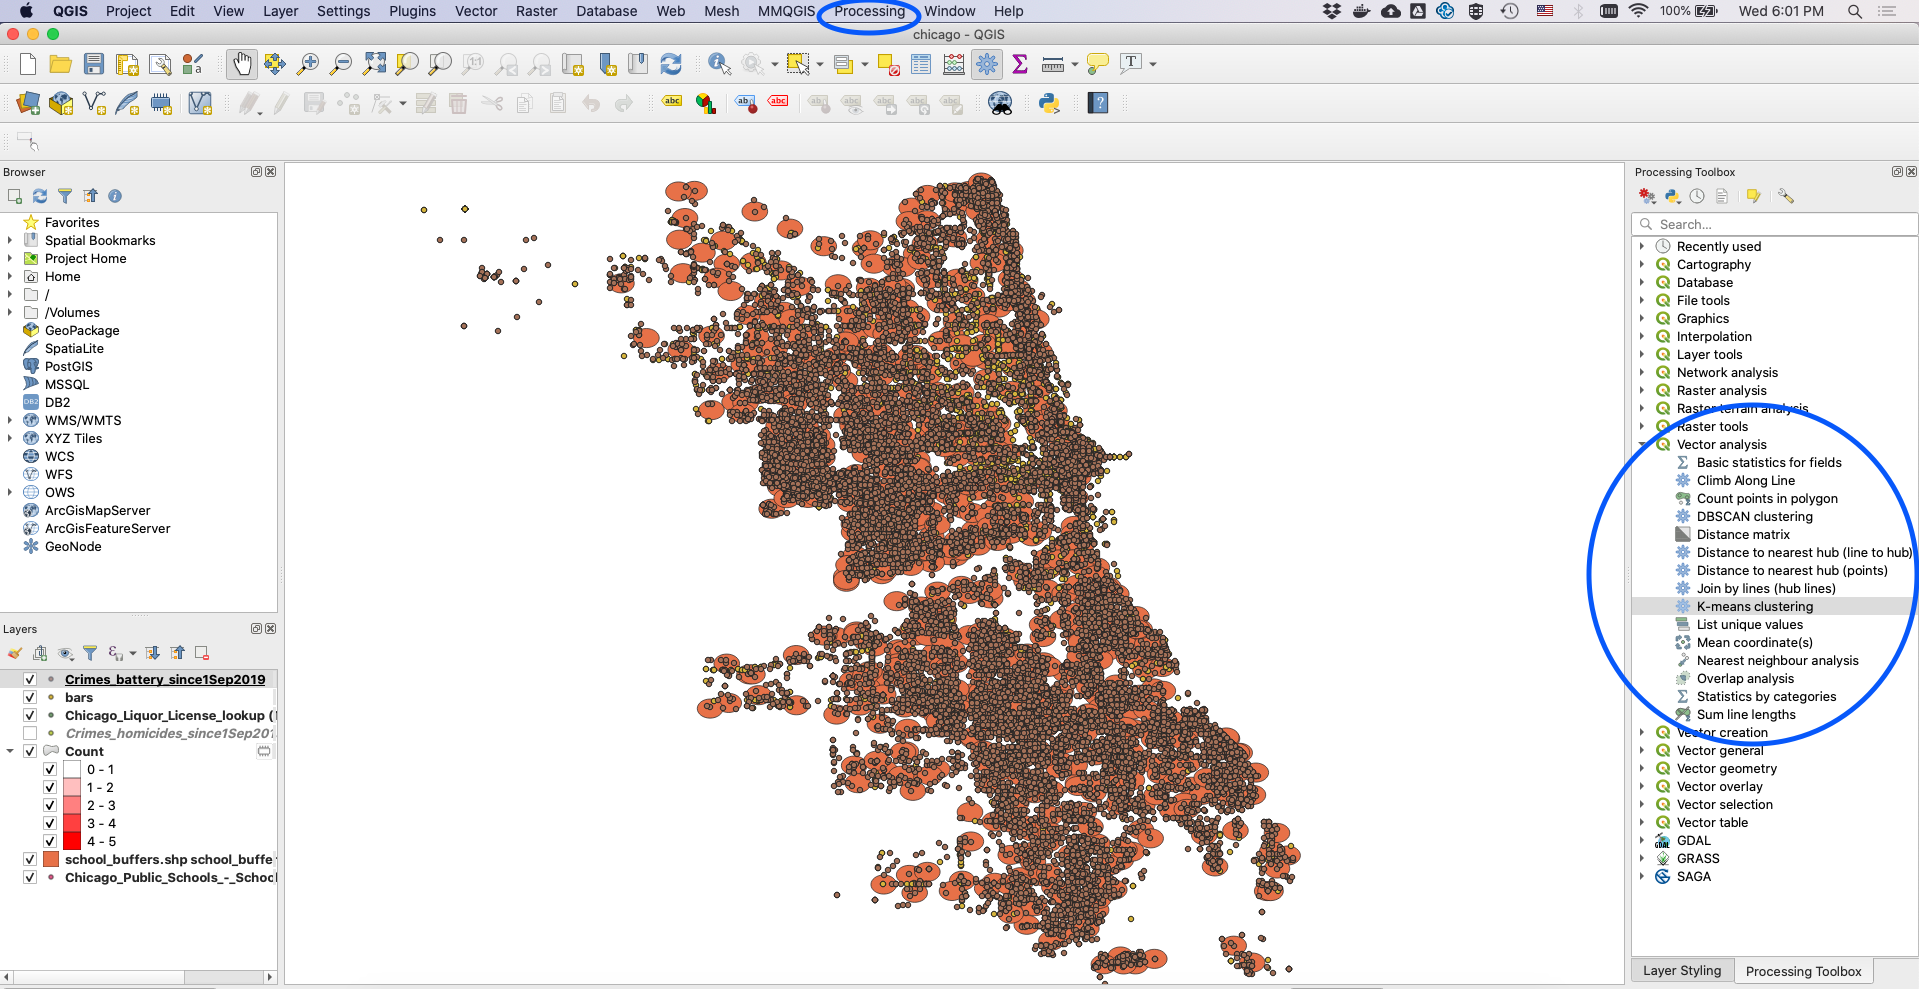 QGIS Project Edit View Layer Settings Plugins Vector Raster Database Web Mesh MMQGIS Processing Window Help 100% Wed 6:01 PM
chicago - QGIS
Browser
Favorites
Spatial Bookmarks
Project Home
Home
/
/Volumes
GeoPackage
SpatiaLite
PostGIS
MSSQL
DB2
WMS/WMTS
XYZ Tiles
WCS
WFS
OWS
ArcGisMapServer
ArcGisFeatureServer
GeoNode
Layers
Crimes_battery_since1Sep2019
bars
Chicago_Liquor_License_lookup (
Crimes_homicides_since1Sep201
Count
0 - 1
1 - 2
2 - 3
3 - 4
4 - 5
school_buffers.shp school_buffe
Chicago_Public_Schools_-_School
Processing Toolbox
Search...
Recently used
Cartography
Database
File tools
Graphics
Interpolation
Layer tools
Network analysis
Raster analysis
Raster terrain analysis
Raster tools
Vector analysis
Basic statistics for fields
Climb Along Line
Count points in polygon
DBSCAN clustering
Distance matrix
Distance to nearest hub (line to hub)
Distance to nearest hub (points)
Join by lines (hub lines)
K-means clustering
List unique values
Mean coordinate(s)
Nearest neighbour analysis
Overlap analysis
Statistics by categories
Sum line lengths
Vector creation
Vector general
Vector geometry
Vector overlay
Vector selection
Vector table
GDAL
GRASS
SAGA
Layer Styling Processing Toolbox